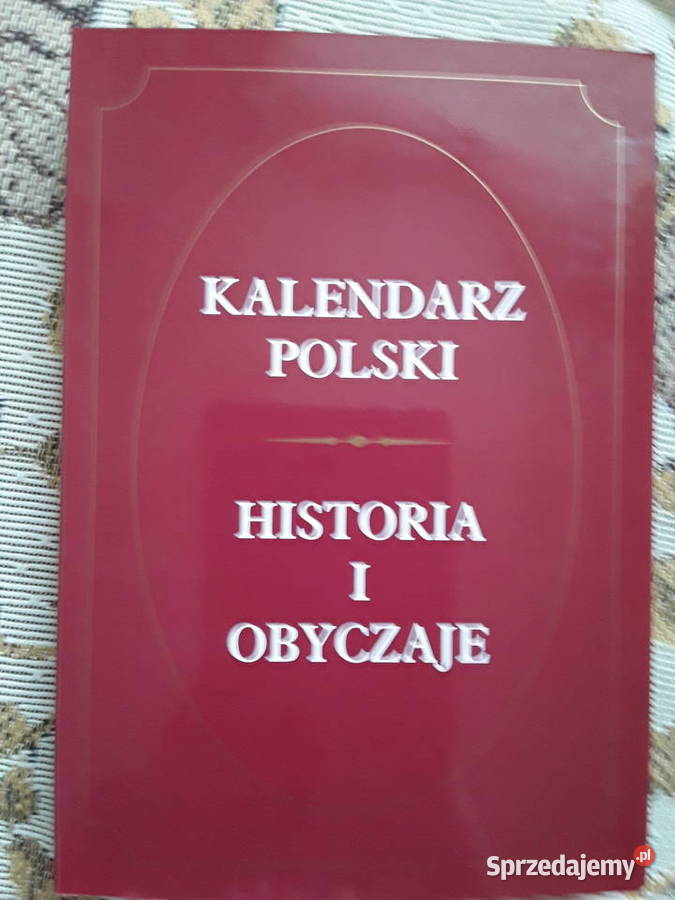 KALENDARZ
POLSKI
HISTORIA
I
OBYCZAJE
Sprzedajemy.pl